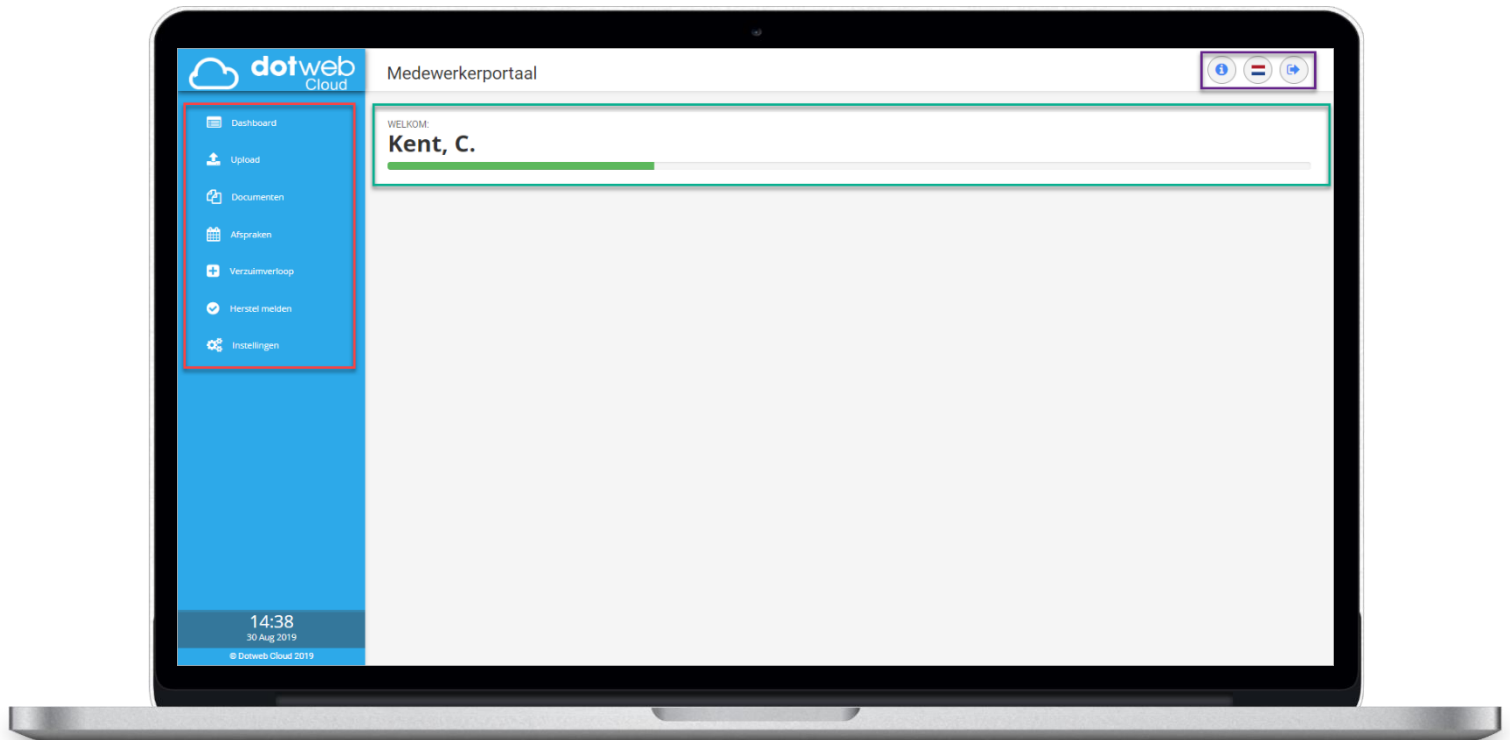 dotweb
Cloud
Medewerkerportaal
Dashboard
Upload
Documenten
Afspraken
Verzuimverloop
Herstel melden
Instellingen
WELKOM:
Kent, C.
14:38
30 Aug 2019
© Dotweb Cloud 2019